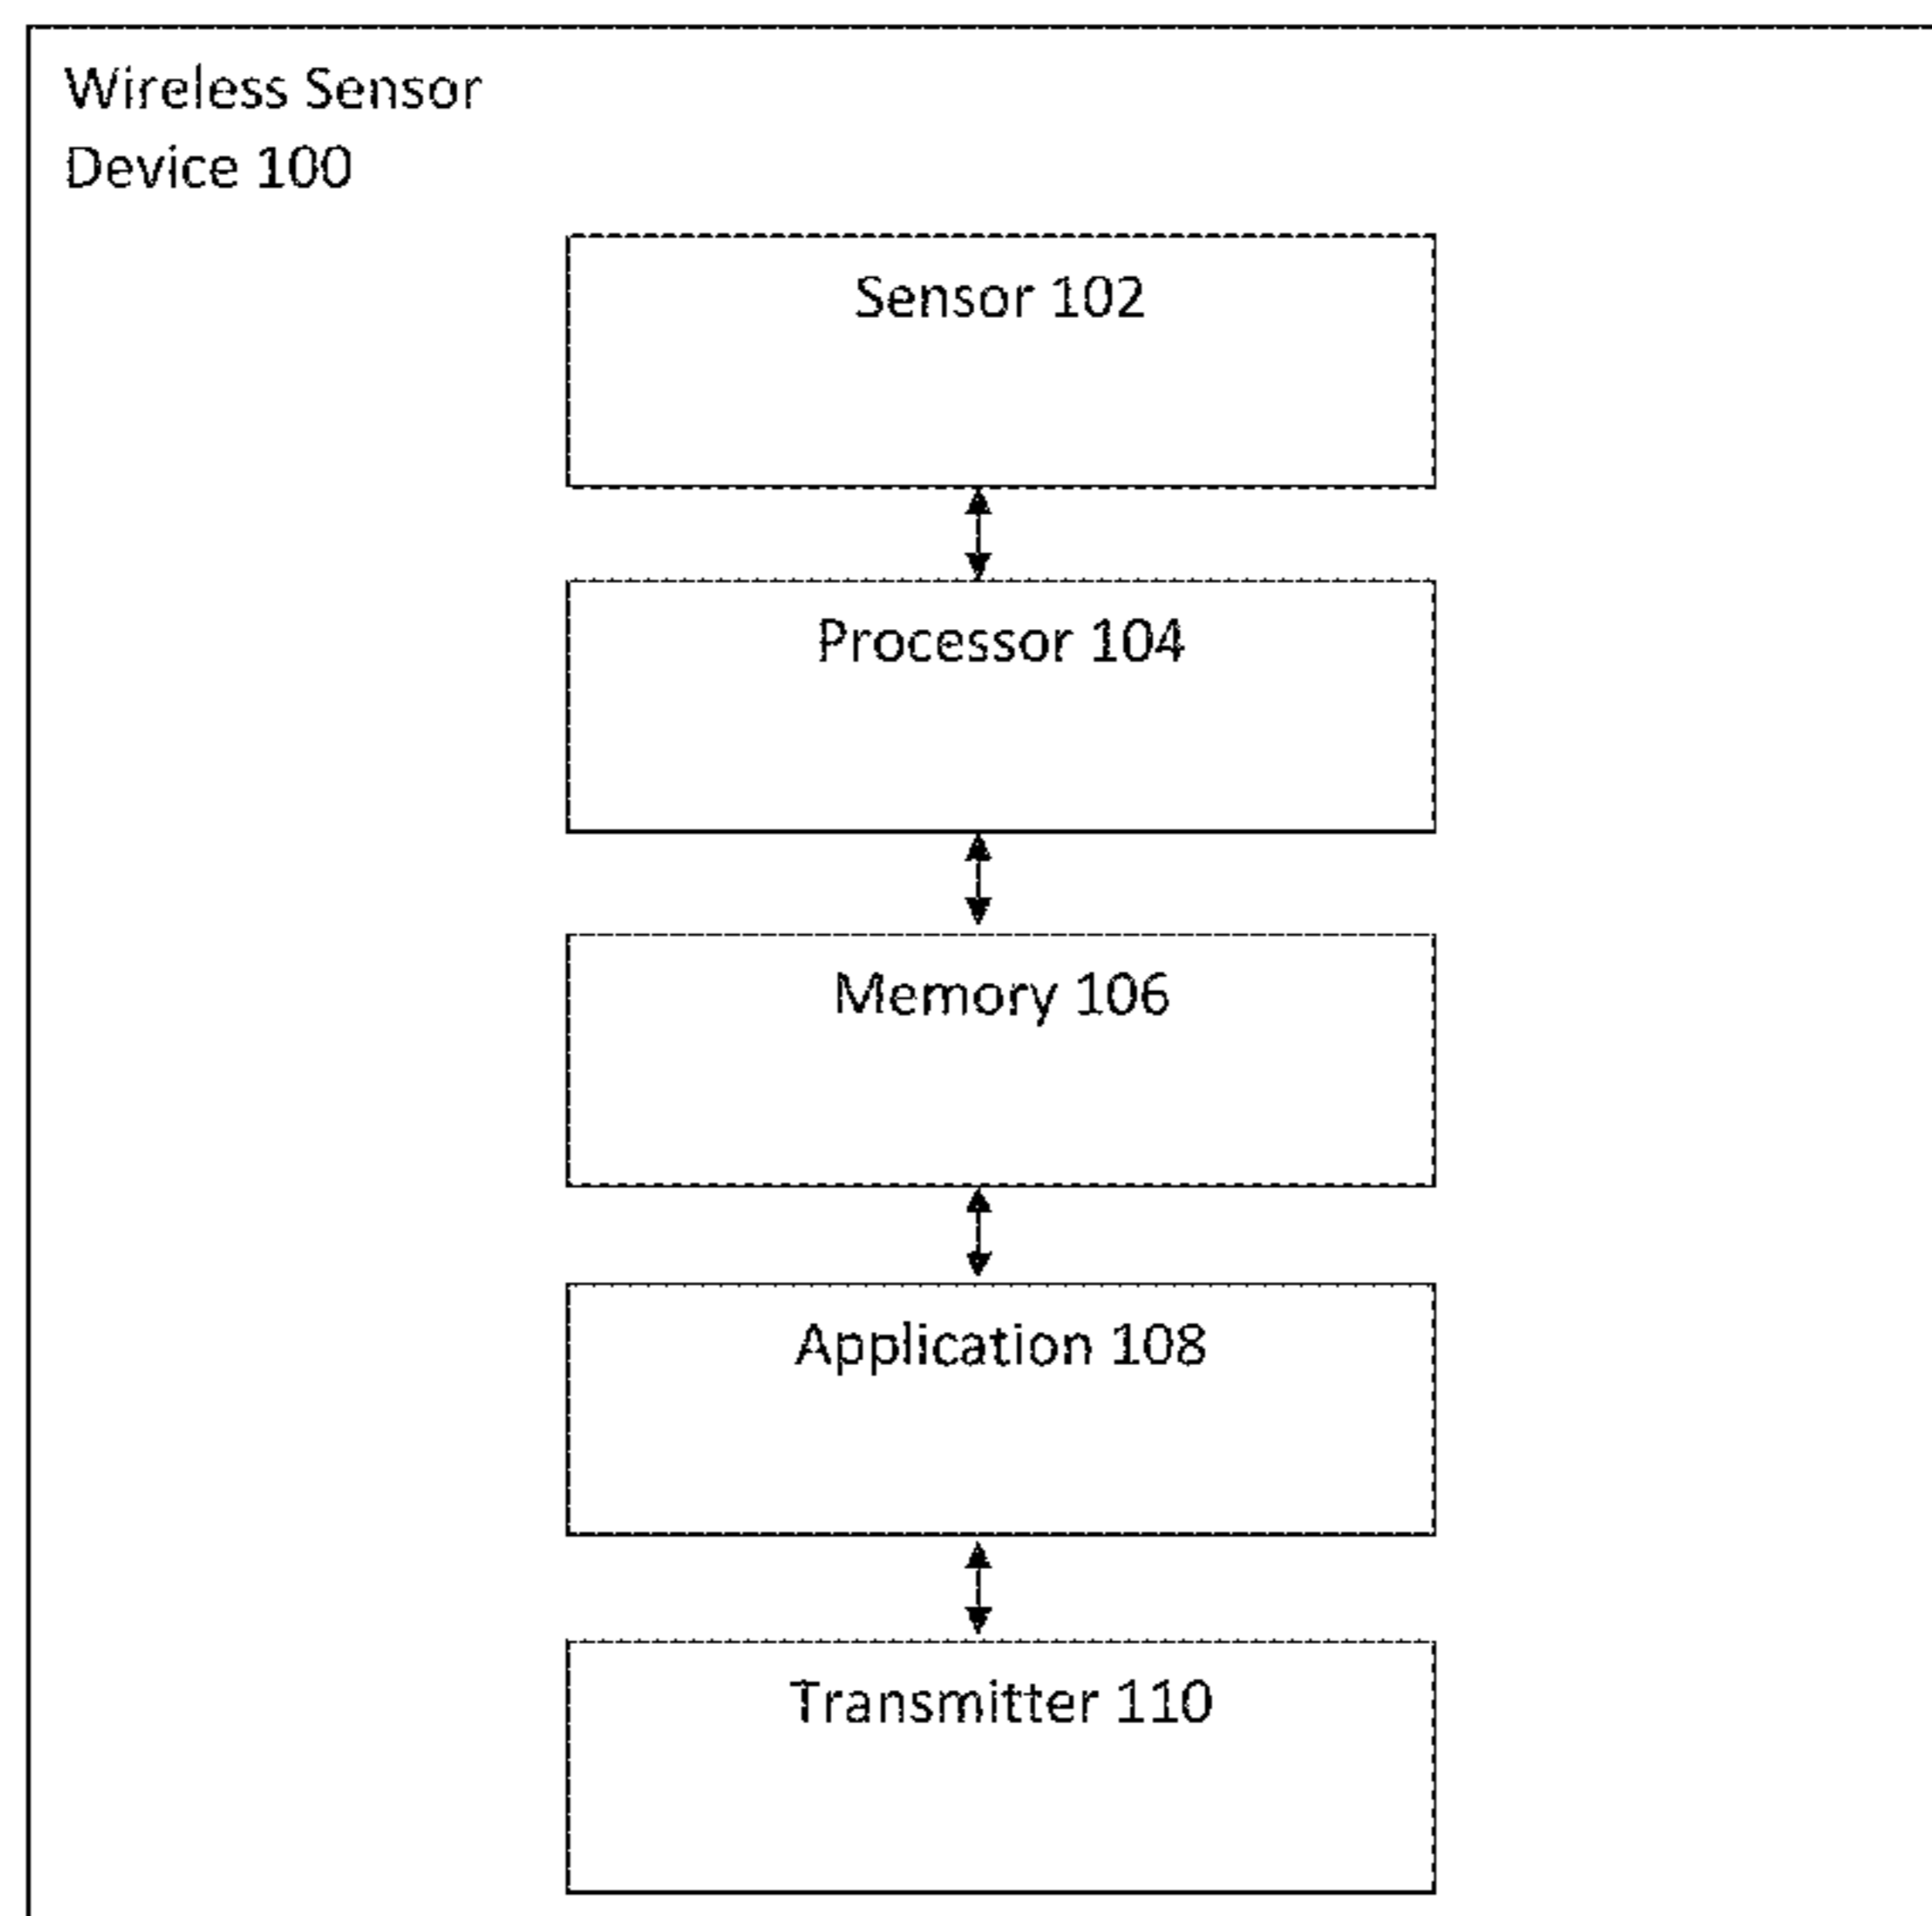 Wireless Sensor
Device 100
Sensor 102
Processor 104
Memory 106
Application 108
Transmitter 110